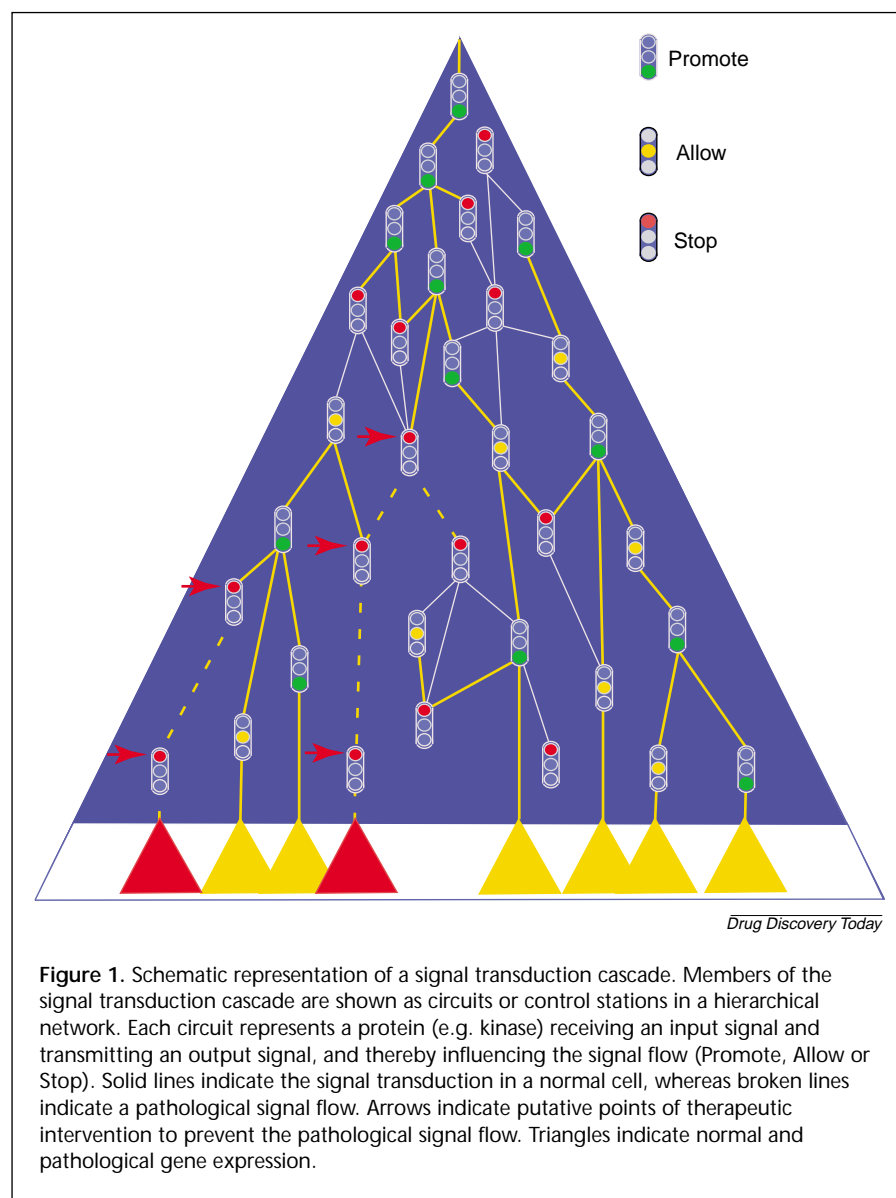 Promote
Allow
Stop
Drug Discovery Today
Figure 1. Schematic representation of a signal transduction cascade. Members of the
signal transduction cascade are shown as circuits or control stations in a hierarchical
network. Each circuit represents a protein (e.g. kinase) receiving an input signal and
transmitting an output signal, and thereby influencing the signal flow (Promote, Allow or
Stop). Solid lines indicate the signal transduction in a normal cell, whereas broken lines
indicate a pathological signal flow. Arrows indicate putative points of therapeutic
intervention to prevent the pathological signal flow. Triangles indicate normal and
pathological gene expression.